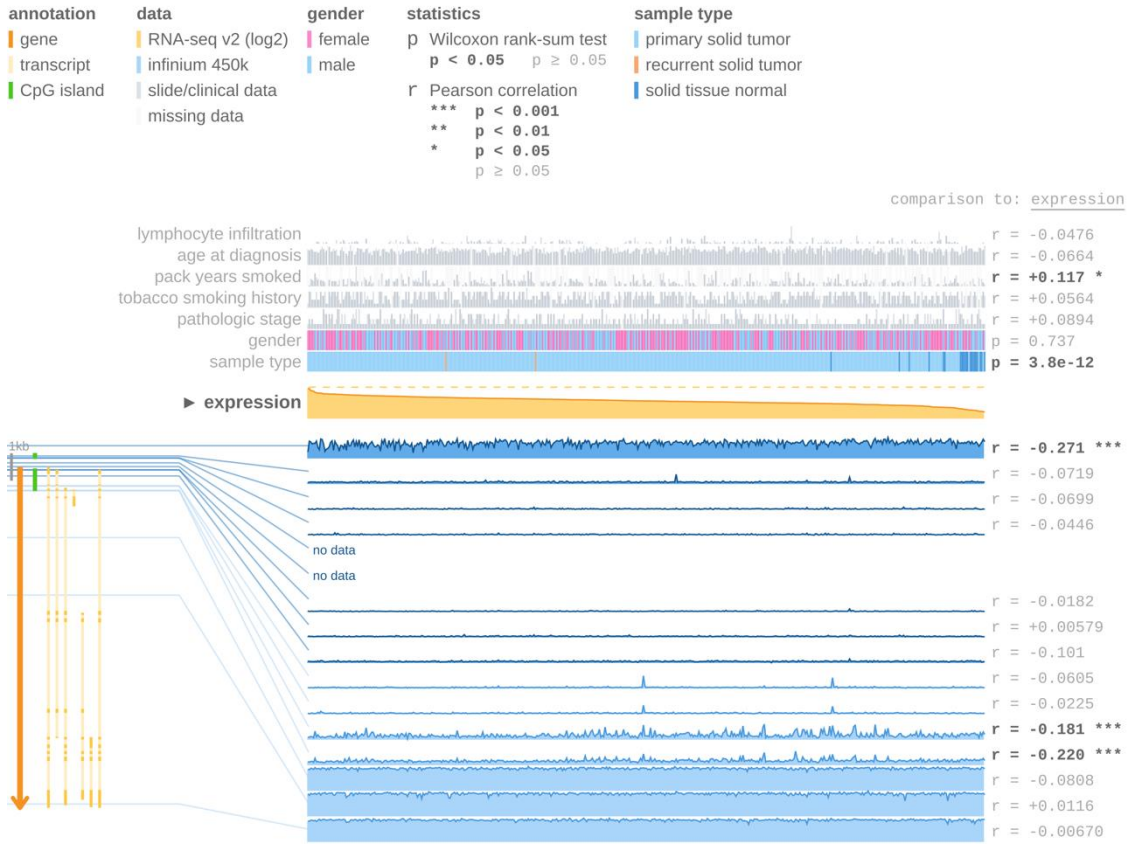 annotation
gene
transcript
CpG island
data
RNA-seq v2 (log2)
infinium 450k
slide/clinical data
missing data
gender
female
male
statistics
p Wilcoxon rank-sum test
p < 0.05 p ≥ 0.05
r Pearson correlation
*** p < 0.001
** p < 0.01
* p < 0.05
p ≥ 0.05
sample type
primary solid tumor
recurrent solid tumor
solid tissue normal
comparison to: expression
lymphocyte infiltration r = -0.0476
age at diagnosis r = -0.0664
pack years smoked r = +0.117 *
tobacco smoking history r = +0.0564
pathologic stage r = +0.0894
gender p = 0.737
sample type p = 3.8e-12
► expression
1kb
r = -0.271 ***
r = -0.0719
r = -0.0699
r = -0.0446
no data
no data
r = -0.0182
r = +0.00579
r = -0.101
r = -0.0605
r = -0.0225
r = -0.181 ***
r = -0.220 ***
r = -0.0808
r = +0.0116
r = -0.00670